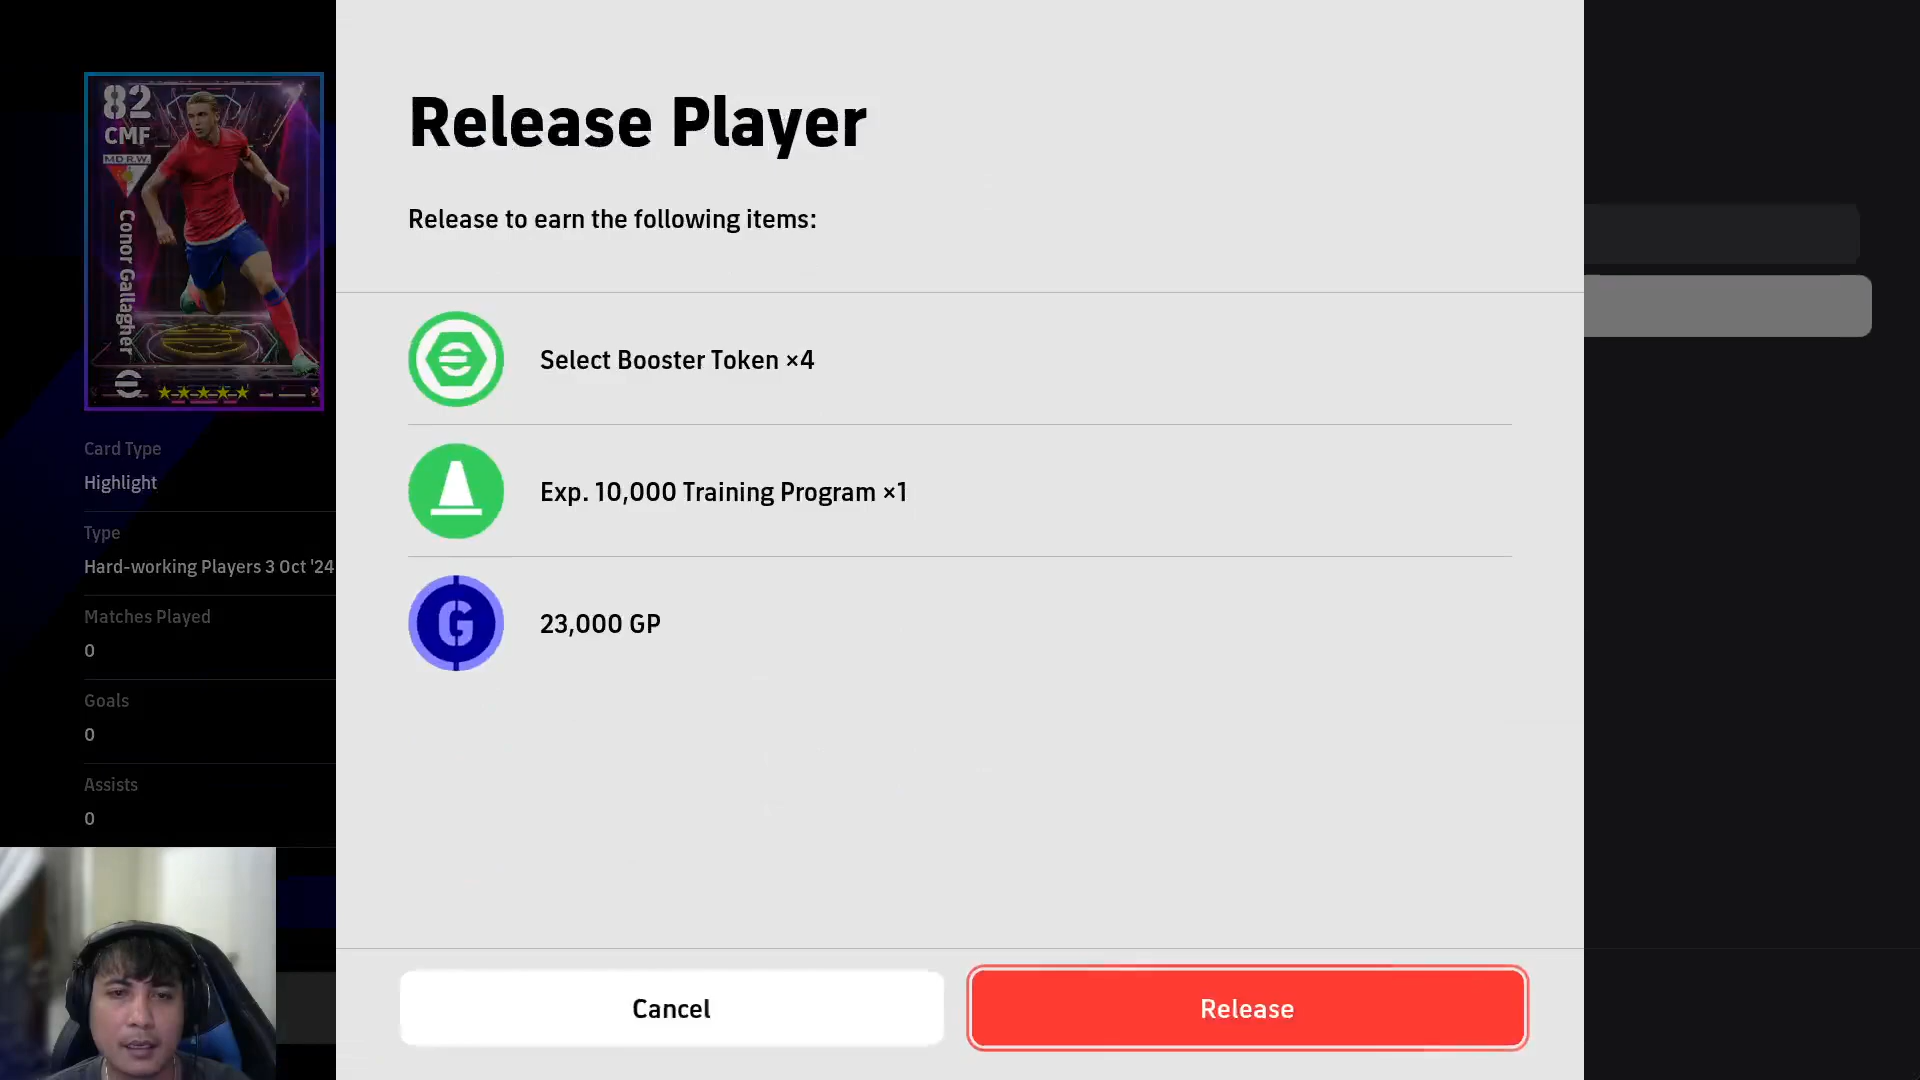 82
CMF
MD R.W.
Conor Gallagher
Card Type
Highlight
Type
Hard-working Players 3 Oct '24
Matches Played
0
Goals
0
Assists
0
Release Player
Release to earn the following items:
Select Booster Token ×4
Exp. 10,000 Training Program ×1
G
23,000 GP
Cancel
Release